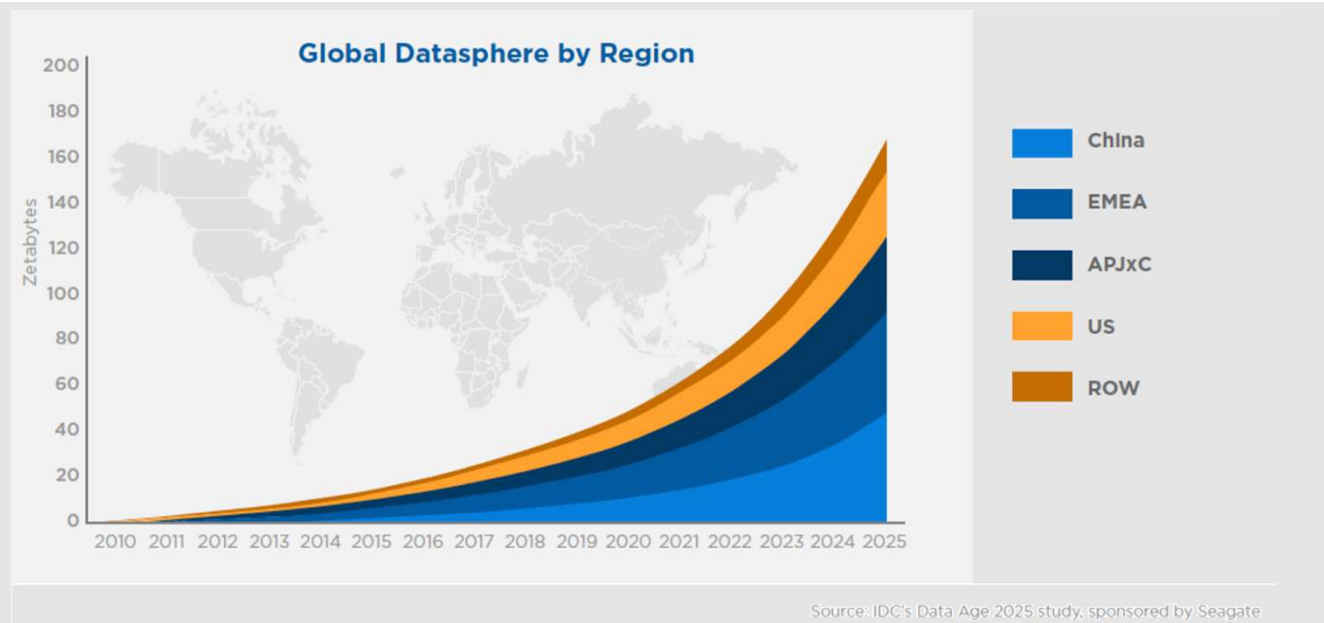 Global Datasphere by Region
200
180
160
140
120
100
80
60
40
20
0
Zetabytes
2010 2011 2012 2013 2014 2015 2016 2017 2018 2019 2020 2021 2022 2023 2024 2025
China
EMEA
APJxC
US
ROW
Source: IDC's Data Age 2025 study, sponsored by Seagate